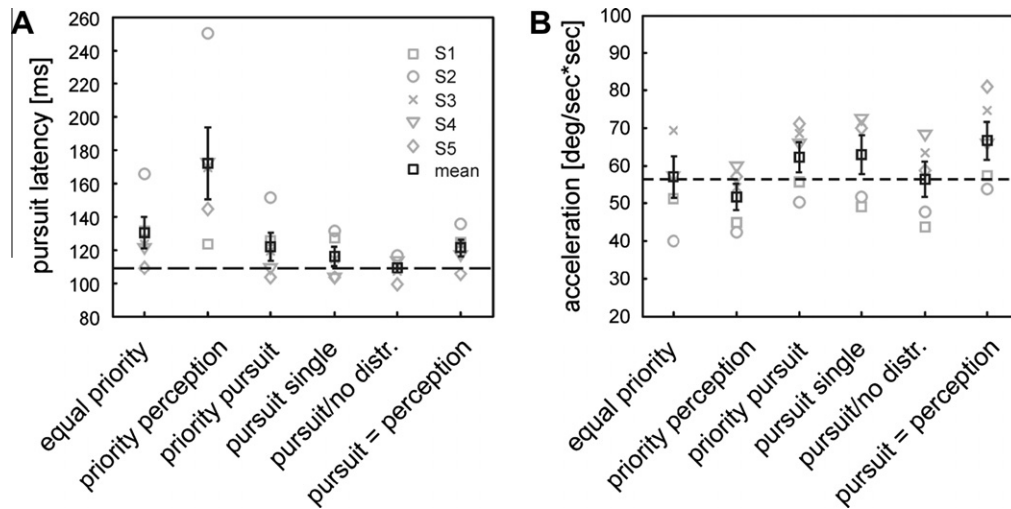 A
pursuit latency [ms]
260
240
220
200
180
160
140
120
100
80
S1
S2
S3
S4
S5
mean
equal priority
priority perception
priority pursuit
pursuit single
pursuit/no distr.
pursuit = perception
B
acceleration [deg/sec*sec]
100
90
80
70
60
50
40
30
20
equal priority
priority perception
priority pursuit
pursuit single
pursuit/no distr.
pursuit = perception